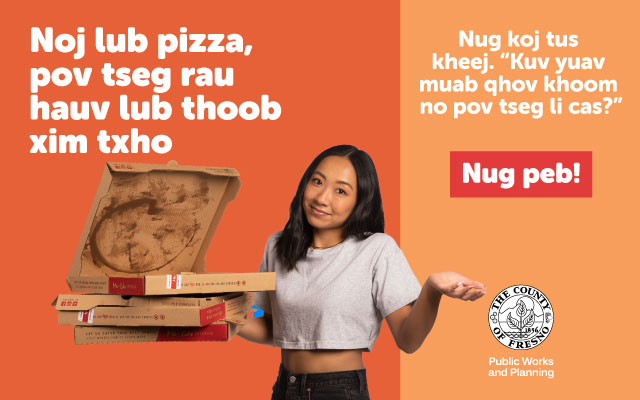 Noj lub pizza,
pov tseg rau
hauv lub thoob
xim txho
Nug koj tus
kheej. “Kuv yuav
muab qhov khoom
no pov tseg li cas?”
Nug peb!
THE COUNTY
OF FRESNO
1856
Public Works
and Planning